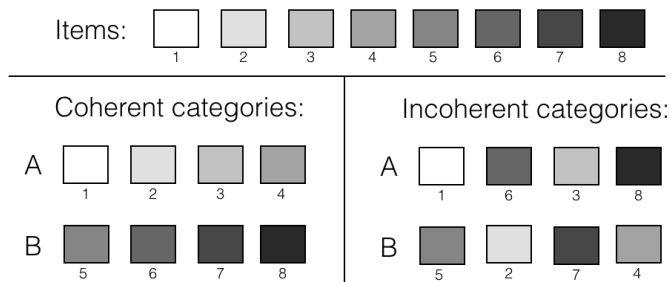 Items:
1 2 3 4 5 6 7 8
Coherent categories:
A
1 2 3 4
B
5 6 7 8
Incoherent categories:
A
1 6 3 8
B
5 2 7 4